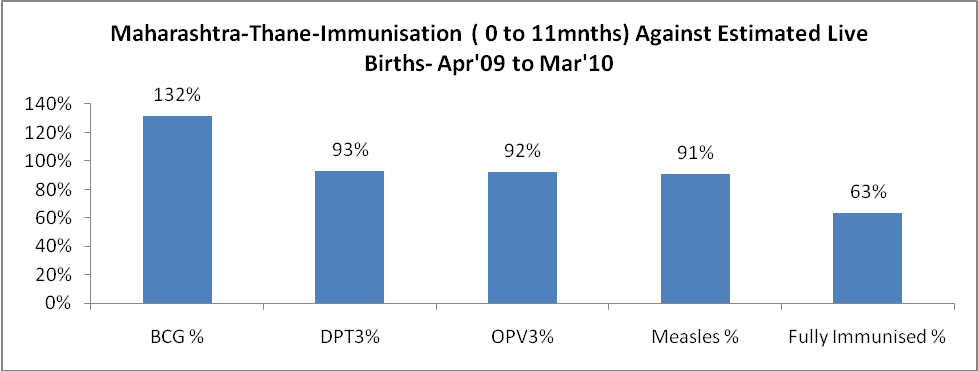 Maharashtra-Thane-Immunisation ( 0 to 11mnths) Against Estimated Live
Births- Apr'09 to Mar'10
140%
120%
100%
80%
60%
40%
20%
0%
132%
93%
92%
91%
63%
BCG %
DPT3%
OPV3%
Measles %
Fully Immunised %